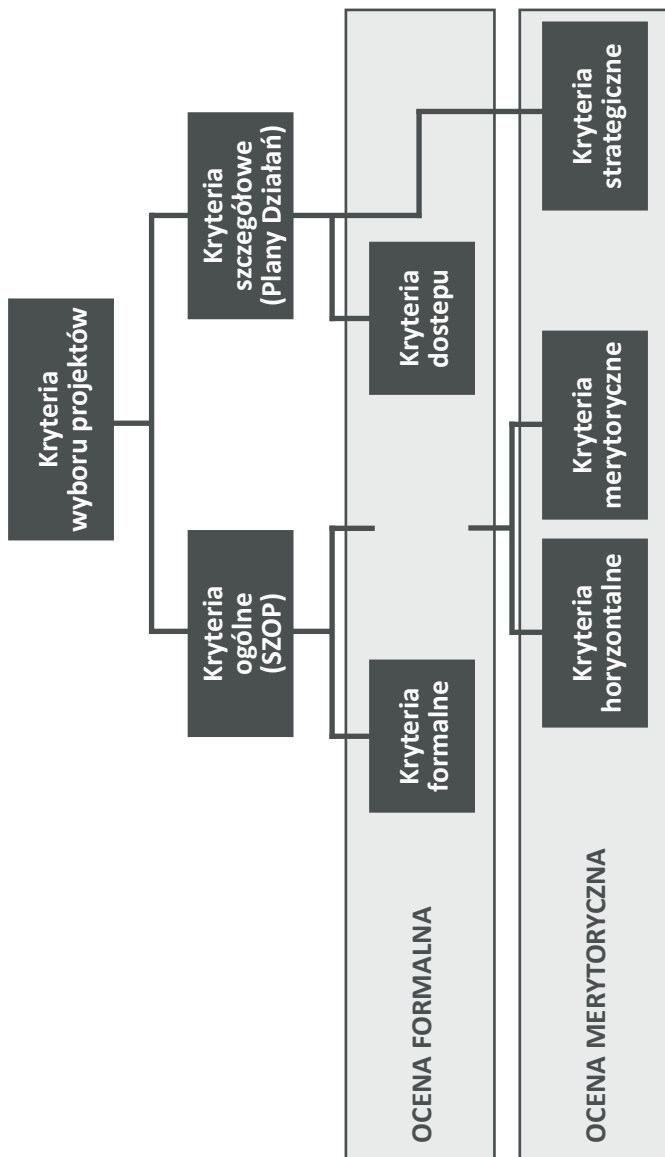 Kryteria
wyboru projektów
Kryteria
ogólne
(SZOP)
Kryteria
szczegółowe
(Plany Działań)
OCENA FORMALNA
Kryteria
formalne
Kryteria
dostepu
OCENA MERYTORYCZNA
Kryteria
horyzontalne
Kryteria
merytoryczne
Kryteria
strategiczne